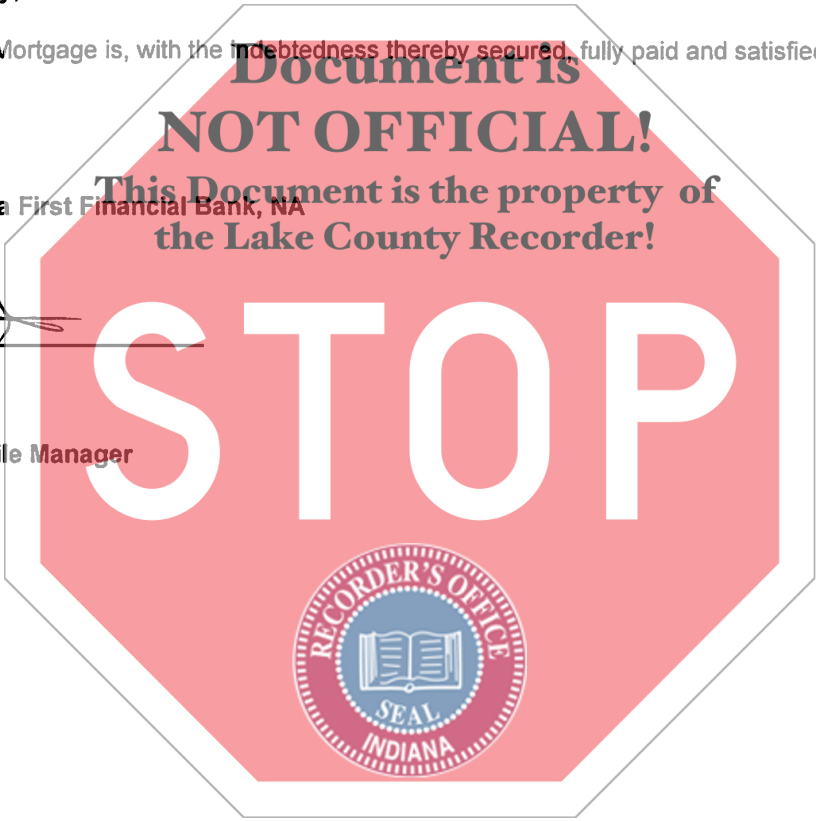 Mortgage is, with the indebtedness thereby secured, fully paid and satisfied
Document is
NOT OFFICIAL!
This Document is the property of
a First Financial Bank, NA
the Lake County Recorder!
STOP
ile Manager
RECORDER'S OFFICE
SEAL
INDIANA